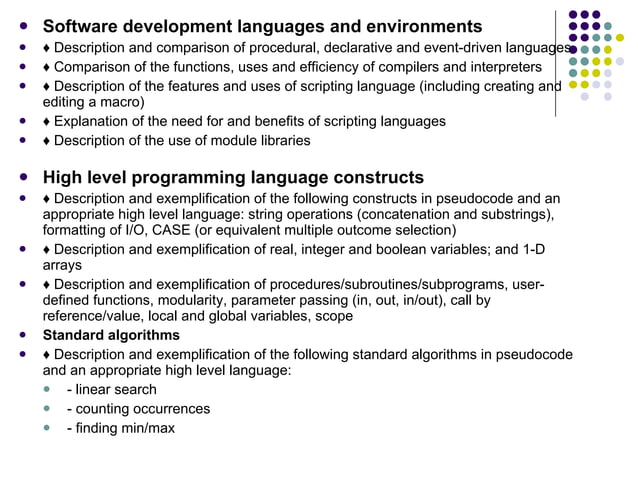 Software development languages and environments
♦ Description and comparison of procedural, declarative and event-driven languages
♦ Comparison of the functions, uses and efficiency of compilers and interpreters
♦ Description of the features and uses of scripting language (including creating and
editing a macro)
♦ Explanation of the need for and benefits of scripting languages
♦ Description of the use of module libraries
High level programming language constructs
♦ Description and exemplification of the following constructs in pseudocode and an
appropriate high level language: string operations (concatenation and substrings),
formatting of I/O, CASE (or equivalent multiple outcome selection)
♦ Description and exemplification of real, integer and boolean variables; and 1-D
arrays
♦ Description and exemplification of procedures/subroutines/subprograms, user-
defined functions, modularity, parameter passing (in, out, in/out), call by
reference/value, local and global variables, scope
Standard algorithms
♦ Description and exemplification of the following standard algorithms in pseudocode
and an appropriate high level language:
- linear search
- counting occurrences
- finding min/max